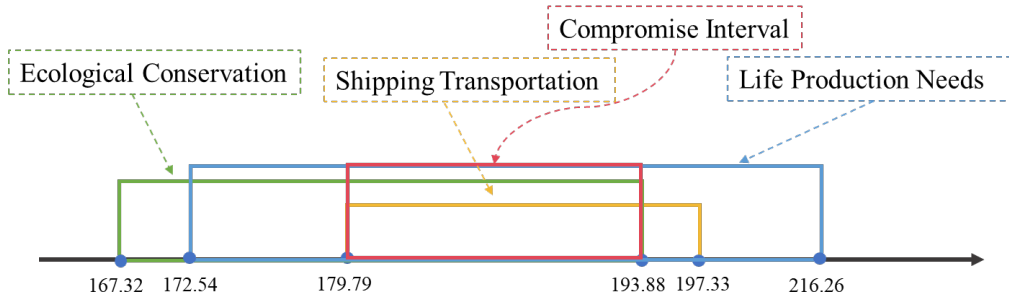 Compromise Interval
Ecological Conservation
Shipping Transportation
Life Production Needs
167.32
172.54
179.79
193.88
197.33
216.26